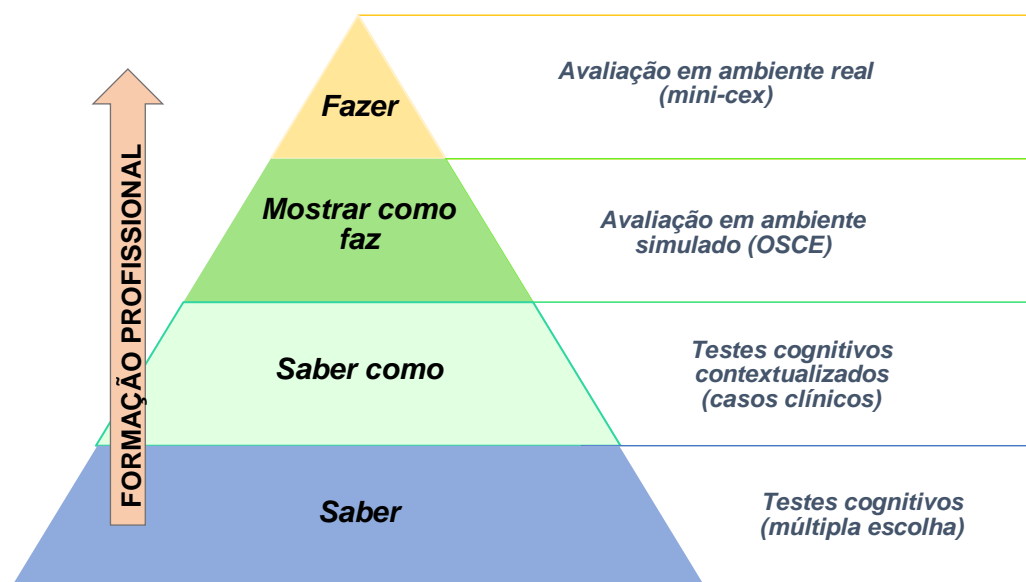 FORMAÇÃO PROFISSIONAL
Fazer
Avaliação em ambiente real
(mini-cex)
Mostrar como
faz
Avaliação em ambiente
simulado (OSCE)
Saber como
Testes cognitivos
contextualizados
(casos clínicos)
Saber
Testes cognitivos
(múltipla escolha)